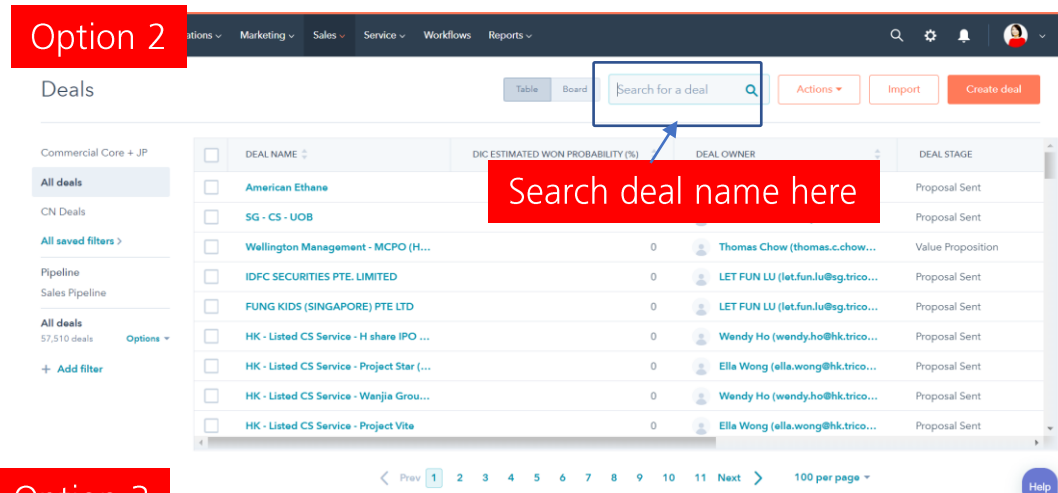 Option 2
ations Marketing Sales Service Workflows Reports
Deals
Table Board Search for a deal Actions Import Create deal
Commercial Core + JP
All deals
CN Deals
All saved filters >
Pipeline
Sales Pipeline
All deals
57,510 deals Options
+ Add filter
DEAL NAME DIC ESTIMATED WON PROBABILITY (%) DEAL OWNER DEAL STAGE
Search deal name here
American Ethane Proposal Sent
SG - CS - UOB Proposal Sent
Wellington Management - MCPO (H... 0 Thomas Chow (thomas.c.chow... Value Proposition
IDFC SECURITIES PTE. LIMITED 0 LET FUN LU (let.fun.lu@sg.trico... Proposal Sent
FUNG KIDS (SINGAPORE) PTE LTD 0 LET FUN LU (let.fun.lu@sg.trico... Proposal Sent
HK - Listed CS Service - H share IPO ... 0 Wendy Ho (wendy.ho@hk.trico... Proposal Sent
HK - Listed CS Service - Project Star (... 0 Ella Wong (ella.wong@hk.trico... Proposal Sent
HK - Listed CS Service - Wanjia Grou... 0 Wendy Ho (wendy.ho@hk.trico... Proposal Sent
HK - Listed CS Service - Project Vite 0 Ella Wong (ella.wong@hk.trico... Proposal Sent
Prev 1 2 3 4 5 6 7 8 9 10 11 Next 100 per page
Help